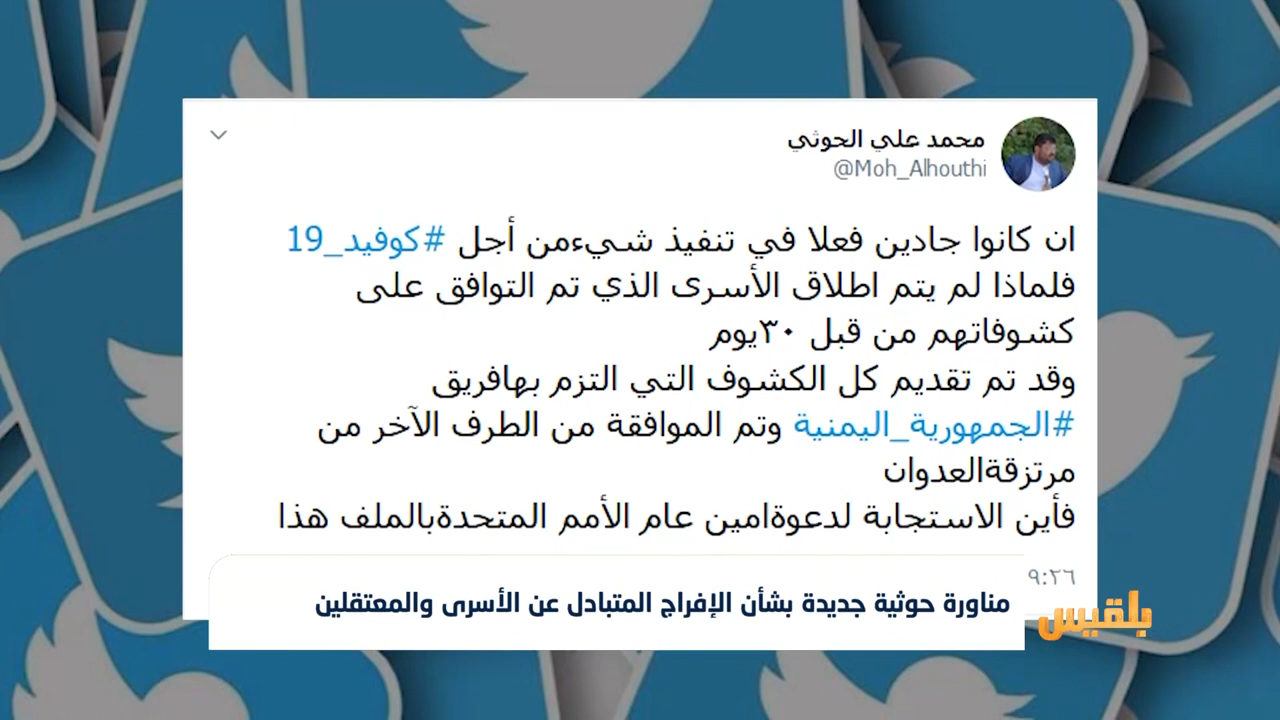 محمد علي الحوثي
@Moh_Alhouthi
ان كانوا جادين فعلا في تنفيذ شيءمن أجل #كوفيد_19
فلماذا لم يتم اطلاق الأسرى الذي تم التوافق على
كشوفاتهم من قبل ٣٠يوم
وقد تم تقديم كل الكشوف التي التزم بهافريق
#الجمهورية_اليمنية وتم الموافقة من الطرف الآخر من
مرتزقةالعدوان
فأين الاستجابة لدعوةامين عام الأمم المتحدةبالملف هذا
٩:٢٦
مناورة حوثية جديدة بشأن الإفراج المتبادل عن الأسرى والمعتقلين
بلقيس